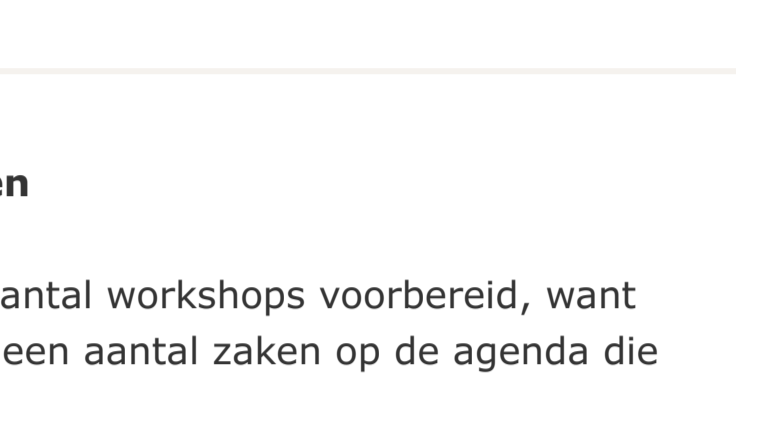 en
antal workshops voorbereid, want
een aantal zaken op de agenda die